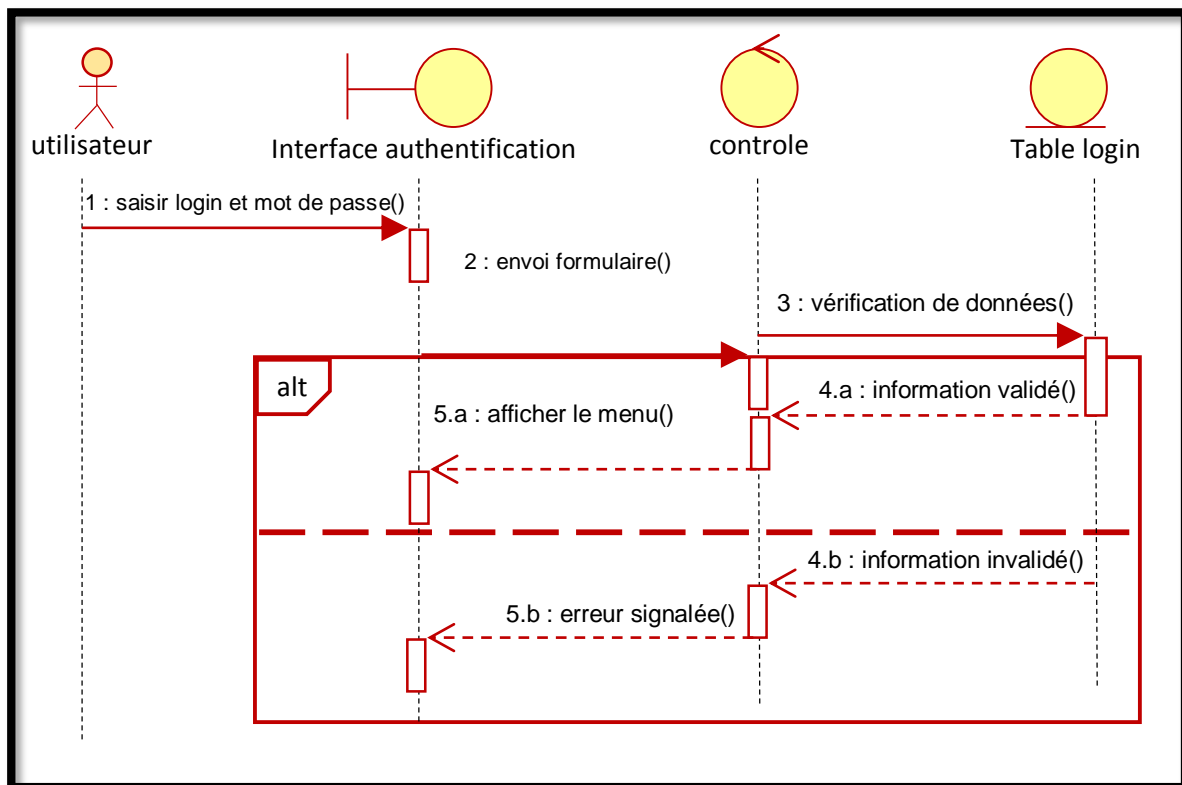 utilisateur
Interface authentification
controle
Table login
1 : saisir login et mot de passe()
2 : envoi formulaire()
3 : vérification de données()
alt
4.a : information validé()
5.a : afficher le menu()
4.b : information invalidé()
5.b : erreur signalée()